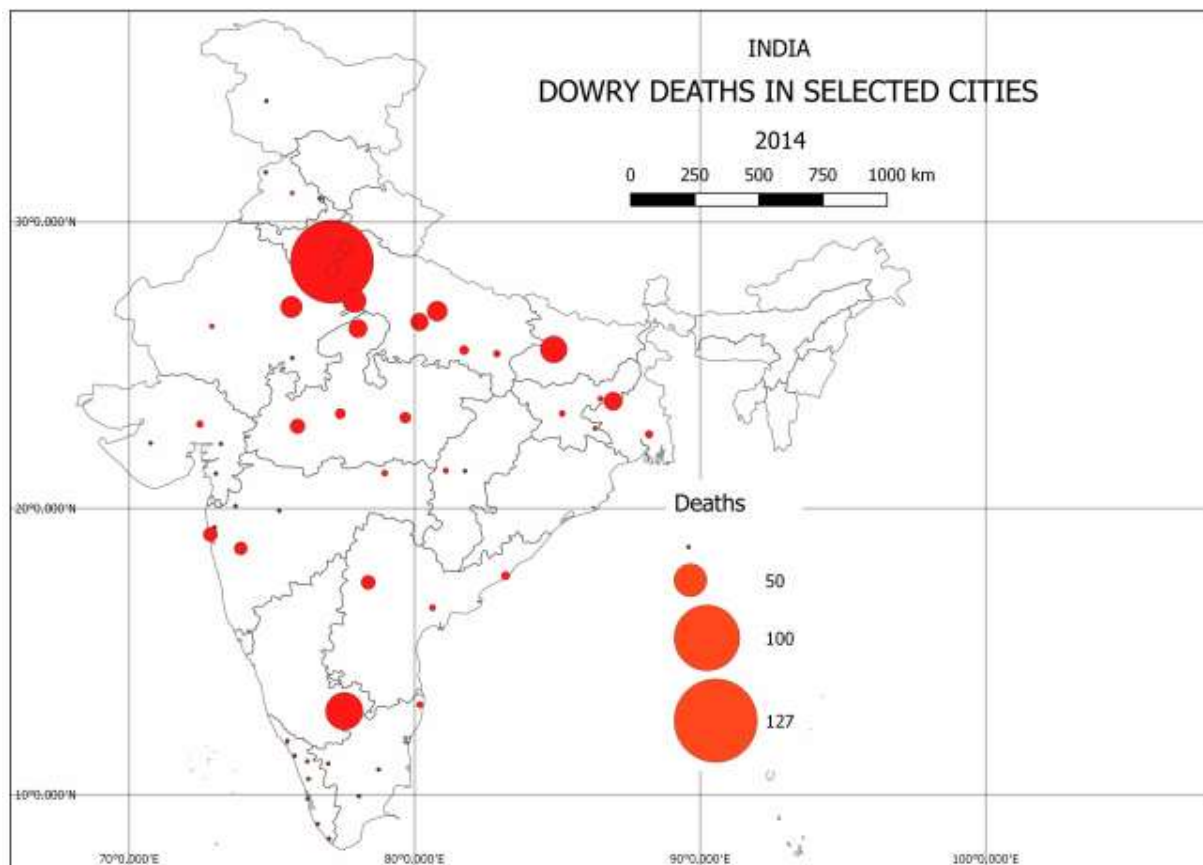 INDIA
DOWRY DEATHS IN SELECTED CITIES
2014
0 250 500 750 1000 km
30°0,000'N
20°0,000'N
Deaths
50
100
127
10°0,000'N
70°0,000'E 80°0,000'E 90°0,000'E 100°0,000'E